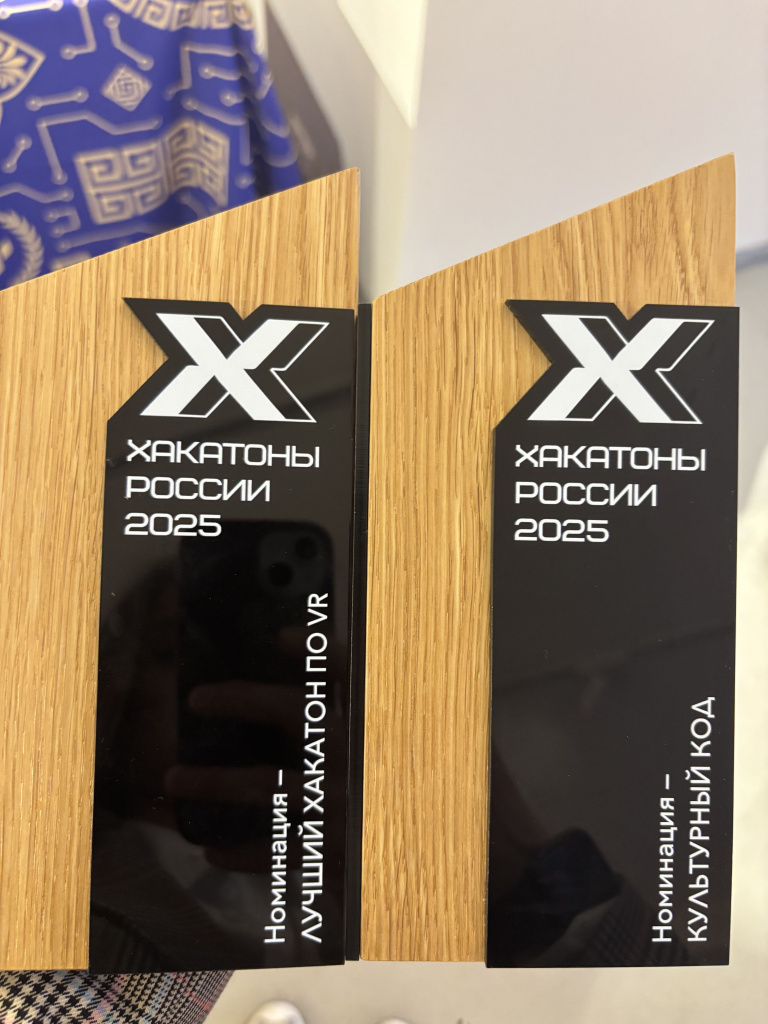 ХАКАТОНЫ
РОССИИ
2025
Номинация –
ЛУЧШИЙ ХАКАТОН ПО VR
ХАКАТОНЫ
РОССИИ
2025
Номинация –
КУЛЬТУРНЫЙ КОД